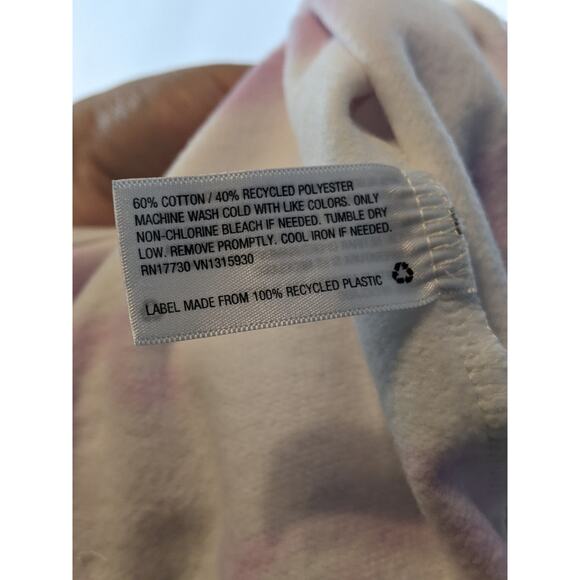 60% COTTON / 40% RECYCLED POLYESTER
MACHINE WASH COLD WITH LIKE COLORS. ONLY
NON-CHLORINE BLEACH IF NEEDED. TUMBLE DRY
LOW. REMOVE PROMPTLY. COOL IRON IF NEEDED.
RN17730 VN1315930
LABEL MADE FROM 100% RECYCLED PLASTIC